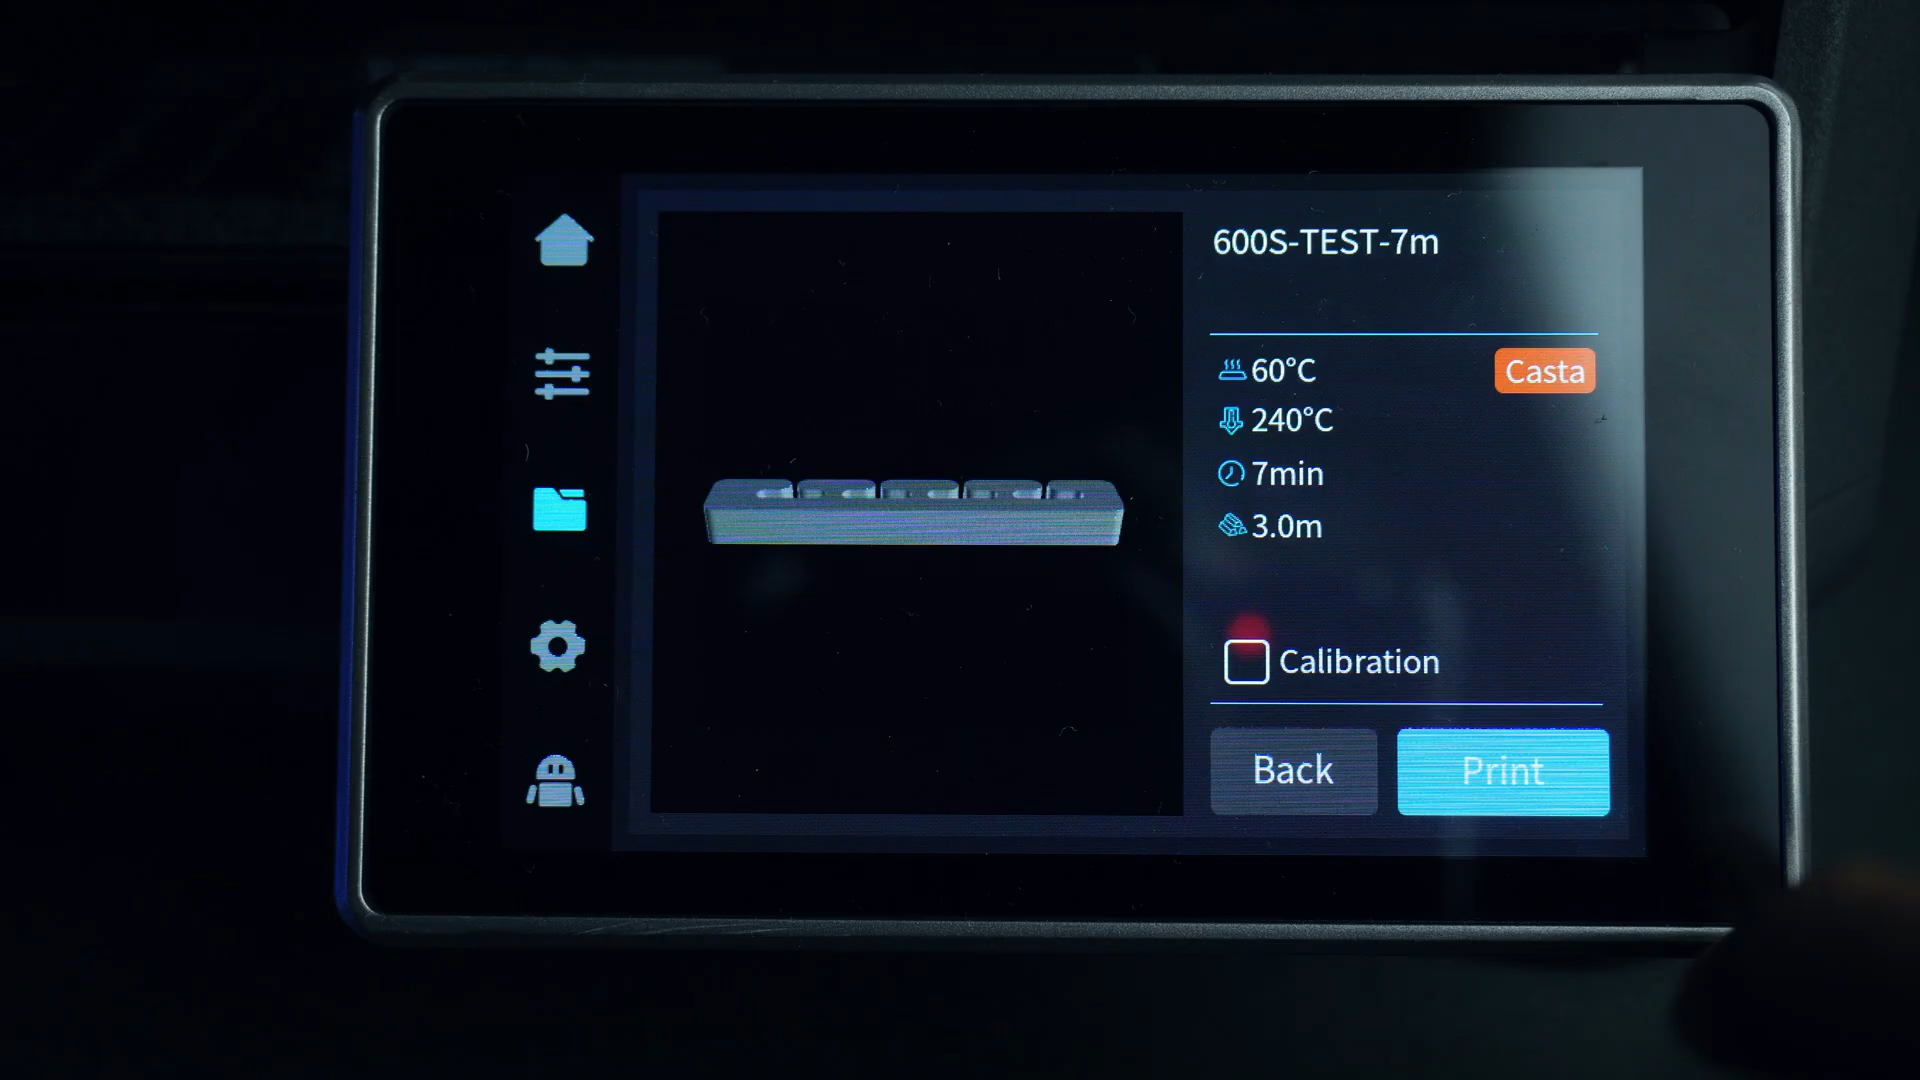 600S-TEST-7m
60°C
Casta
240°C
7min
3.0m
Calibration
Back
Print